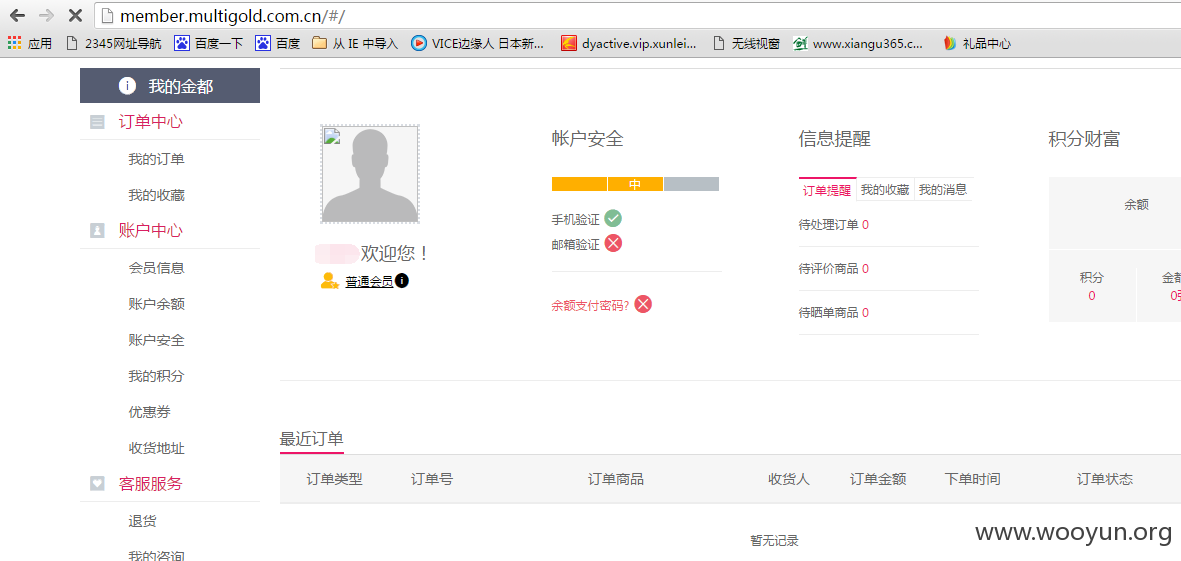 member.multigold.com.cn/#/
应用 2345网址导航 百度一下 百度 从 IE 中导入 VICE边缘人 日本新... dyactive.vip.xunlei... 无线视窗 www.xiangu365.c... 礼品中心
我的金都
订单中心
我的订单
我的收藏
账户中心
会员信息
账户余额
账户安全
我的积分
优惠券
收货地址
客服服务
退货
我的咨询
欢迎您！
普通会员
帐户安全
中
手机验证
邮箱验证
余额支付密码?
信息提醒
订单提醒 我的收藏 我的消息
待处理订单 0
待评价商品 0
待晒单商品 0
积分财富
余额
积分 金都
0 0张
最近订单
订单类型 订单号 订单商品 收货人 订单金额 下单时间 订单状态
暂无记录
www.wooyun.org